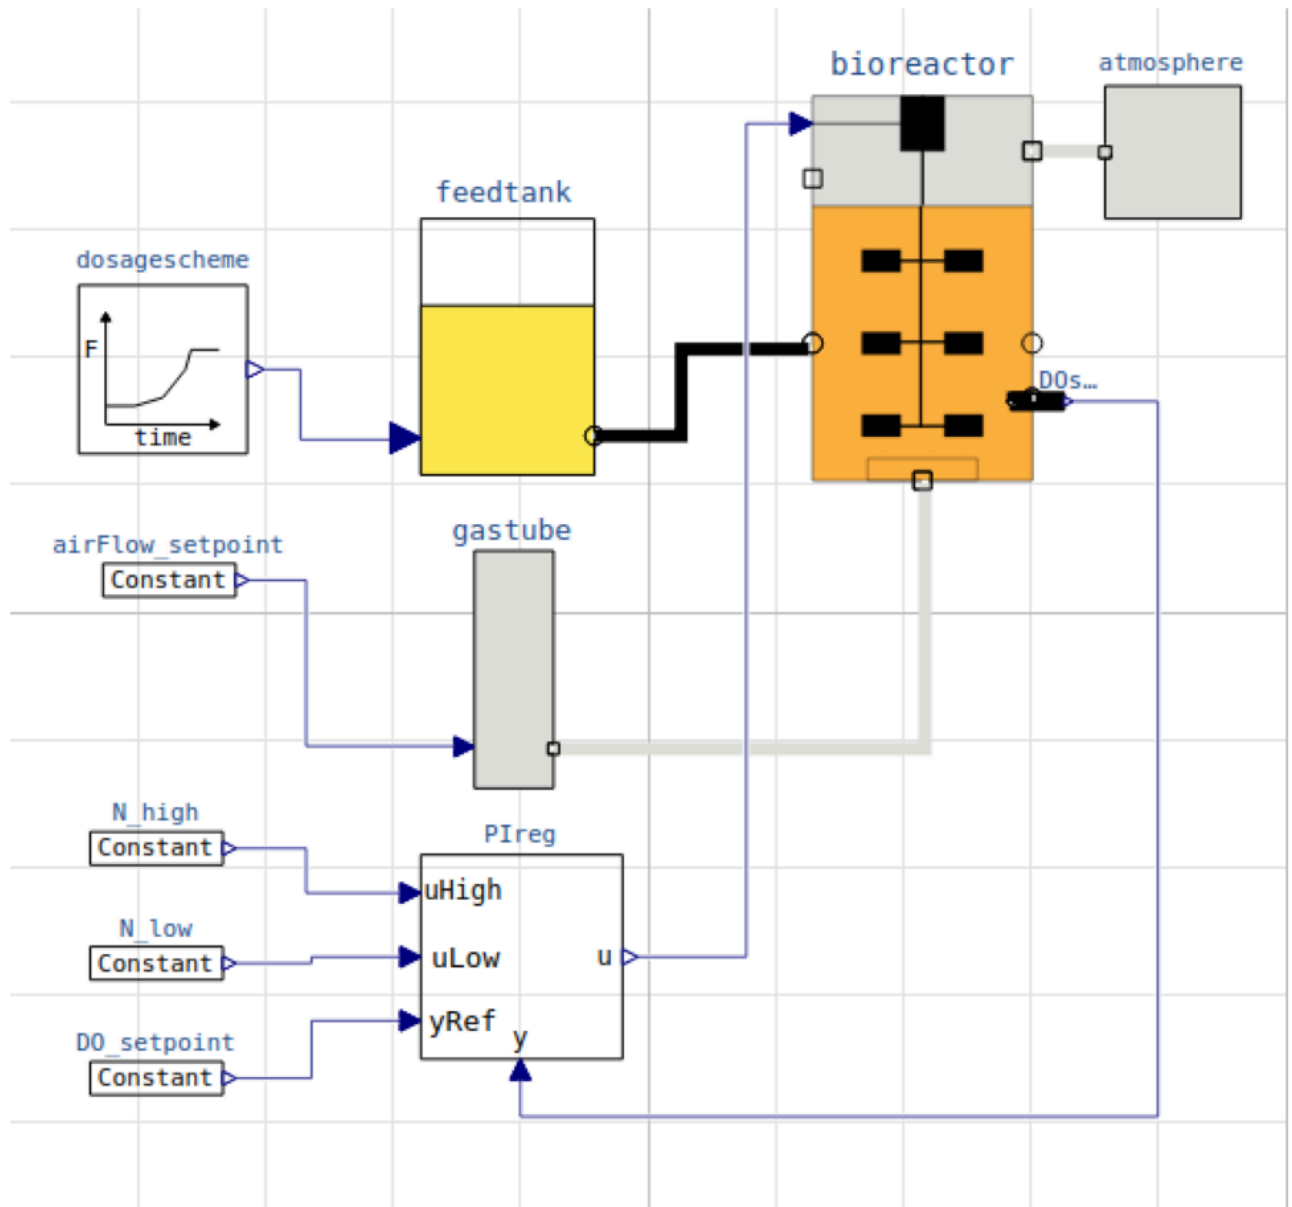 bioreactor
atmosphere
feedtank
dosagescheme
F
time
DOs…
gastube
airFlow_setpoint
Constant
N_high
Constant
PIreg
uHigh
N_low
Constant
uLow
u
yRef
y
DO_setpoint
Constant